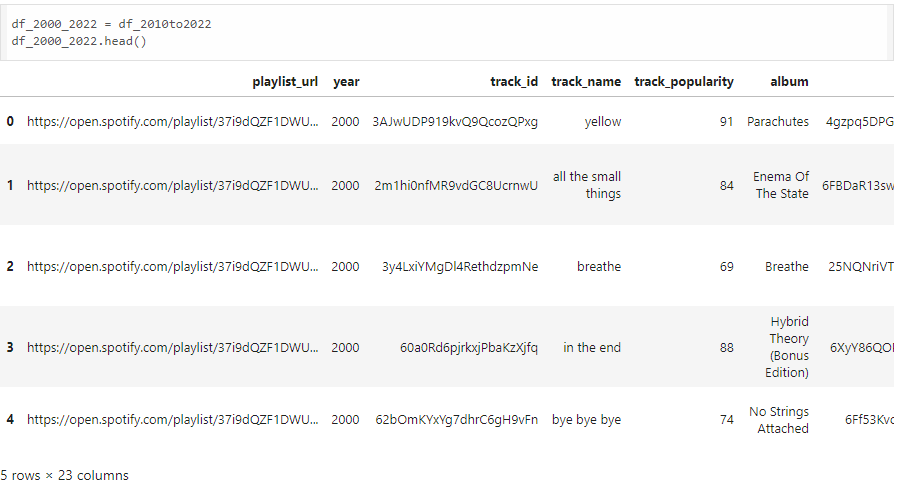 df_2000_2022 = df_2010to2022
df_2000_2022.head()
playlist_url year track_id track_name track_popularity album
0 https://open.spotify.com/playlist/37i9dQZF1DWU... 2000 3AJwUDP919kvQ9QcozQPxg yellow 91 Parachutes 4gzpq5DPG
1 https://open.spotify.com/playlist/37i9dQZF1DWU... 2000 2m1hi0nfMR9vdGC8UcrnwU all the small things 84 Enema Of The State 6FBDaR13sw
2 https://open.spotify.com/playlist/37i9dQZF1DWU... 2000 3y4LxiYMgDl4RethdzpmNe breathe 69 Breathe 25NQNriVT
3 https://open.spotify.com/playlist/37i9dQZF1DWU... 2000 60a0Rd6pjrkxjPbaKzXjfq in the end 88 Hybrid Theory (Bonus Edition) 6XyY86QO
4 https://open.spotify.com/playlist/37i9dQZF1DWU... 2000 62bOmKYxYg7dhrC6gH9vFn bye bye bye 74 No Strings Attached 6Ff53Kvc
5 rows × 23 columns